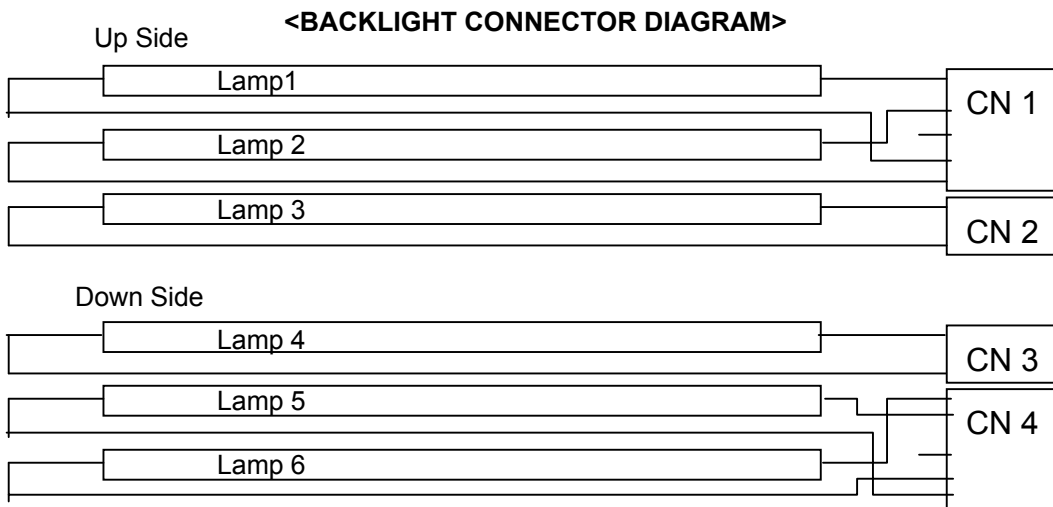 <BACKLIGHT CONNECTOR DIAGRAM>
Up Side
Lamp1
CN 1
Lamp 2
Lamp 3
CN 2
Down Side
Lamp 4
CN 3
Lamp 5
CN 4
Lamp 6